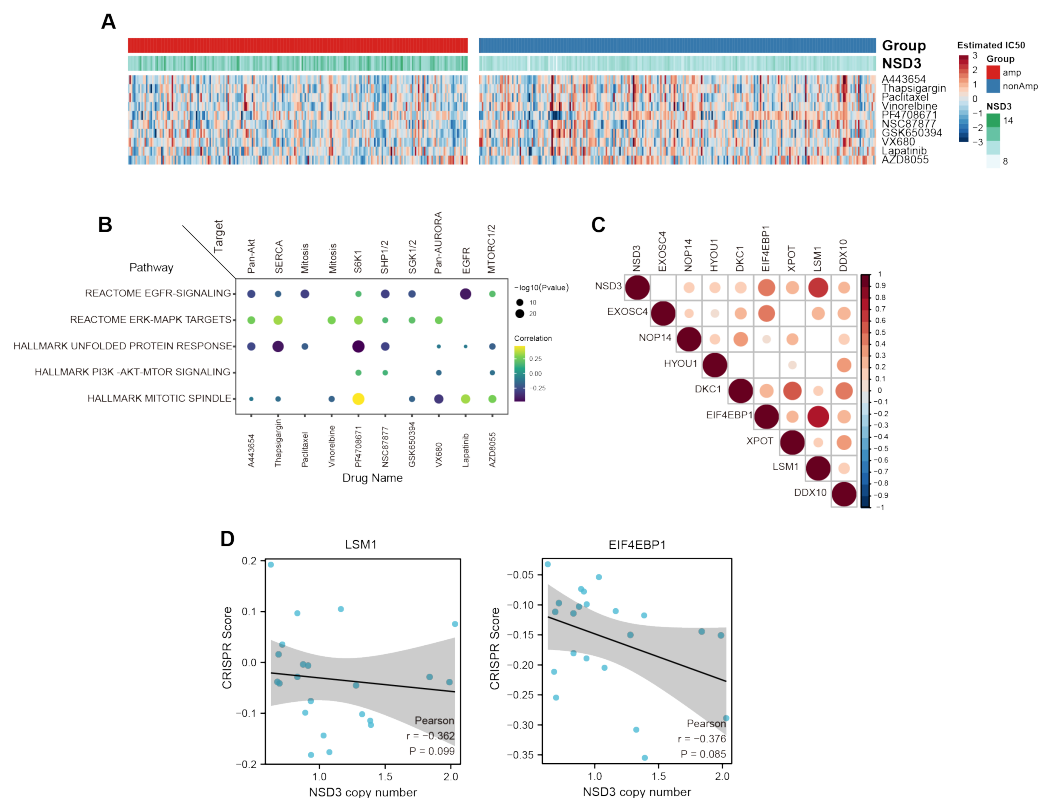 A
Group
NSD3
A443654
Thapsigargin
Paclitaxel
Vinorelbine
PF4708671
NSC87877
GSK650394
VX680
Lapatinib
AZD8055
Estimated IC50
3
2
1
0
−1
−2
−3
Group
amp
nonAmp
NSD3
14
8
B
Target
Pathway
Pan-Akt
SERCA
Mitosis
Mitosis
S6K1
SHP1/2
SGK1/2
Pan-AURORA
EGFR
MTORC1/2
REACTOME EGFR-SIGNALING
REACTOME ERK-MAPK TARGETS
HALLMARK UNFOLDED PROTEIN RESPONSE
HALLMARK PI3K -AKT-MTOR SIGNALING
HALLMARK MITOTIC SPINDLE
A443654
Thapsigargin
Paclitaxel
Vinorelbine
PF4708671
NSC87877
GSK650394
VX680
Lapatinib
AZD8055
Drug Name
−log10(Pvalue)
10
20
Correlation
0.25
0.00
−0.25
C
NSD3
EXOSC4
NOP14
HYOU1
DKC1
EIF4EBP1
XPOT
LSM1
DDX10
NSD3
EXOSC4
NOP14
HYOU1
DKC1
EIF4EBP1
XPOT
LSM1
DDX10
1
0.9
0.8
0.7
0.6
0.5
0.4
0.3
0.2
0.1
0
−0.1
−0.2
−0.3
−0.4
−0.5
−0.6
−0.7
−0.8
−0.9
−1
D
LSM1
CRISPR Score
0.2
0.1
0.0
−0.1
−0.2
Pearson
r = −0.362
P = 0.099
1.0
1.5
2.0
NSD3 copy number
EIF4EBP1
CRISPR Score
−0.05
−0.10
−0.15
−0.20
−0.25
−0.30
−0.35
Pearson
r = −0.376
P = 0.085
1.0
1.5
2.0
NSD3 copy number